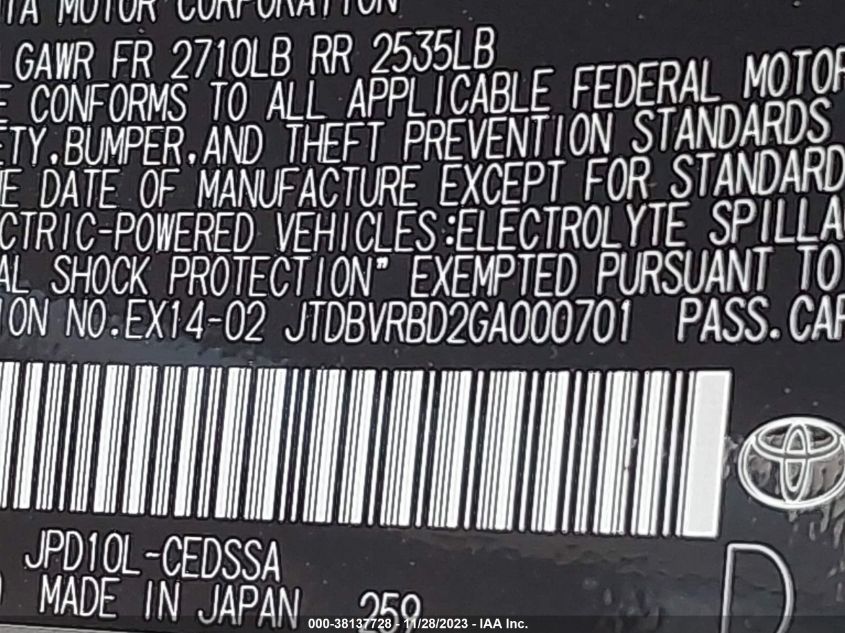 TA MOTOR CORPORATION
GAWR FR 2710LB RR 2535LB
E CONFORMS TO ALL APPLICABLE FEDERAL MOTOR
ETY,BUMPER,AND THEFT PREVENTION STANDARDS
E DATE OF MANUFACTURE EXCEPT FOR STANDARD
CTRIC-POWERED VEHICLES:ELECTROLYTE SPILLA
AL SHOCK PROTECTION" EXEMPTED PURSUANT TO
ION NO.EX14-02 JTDBVRBD2GA000701 PASS.CAR
JPD10L-CEDSSA
D
MADE IN JAPAN 259
000-38137728 - 11/28/2023 - IAA Inc.